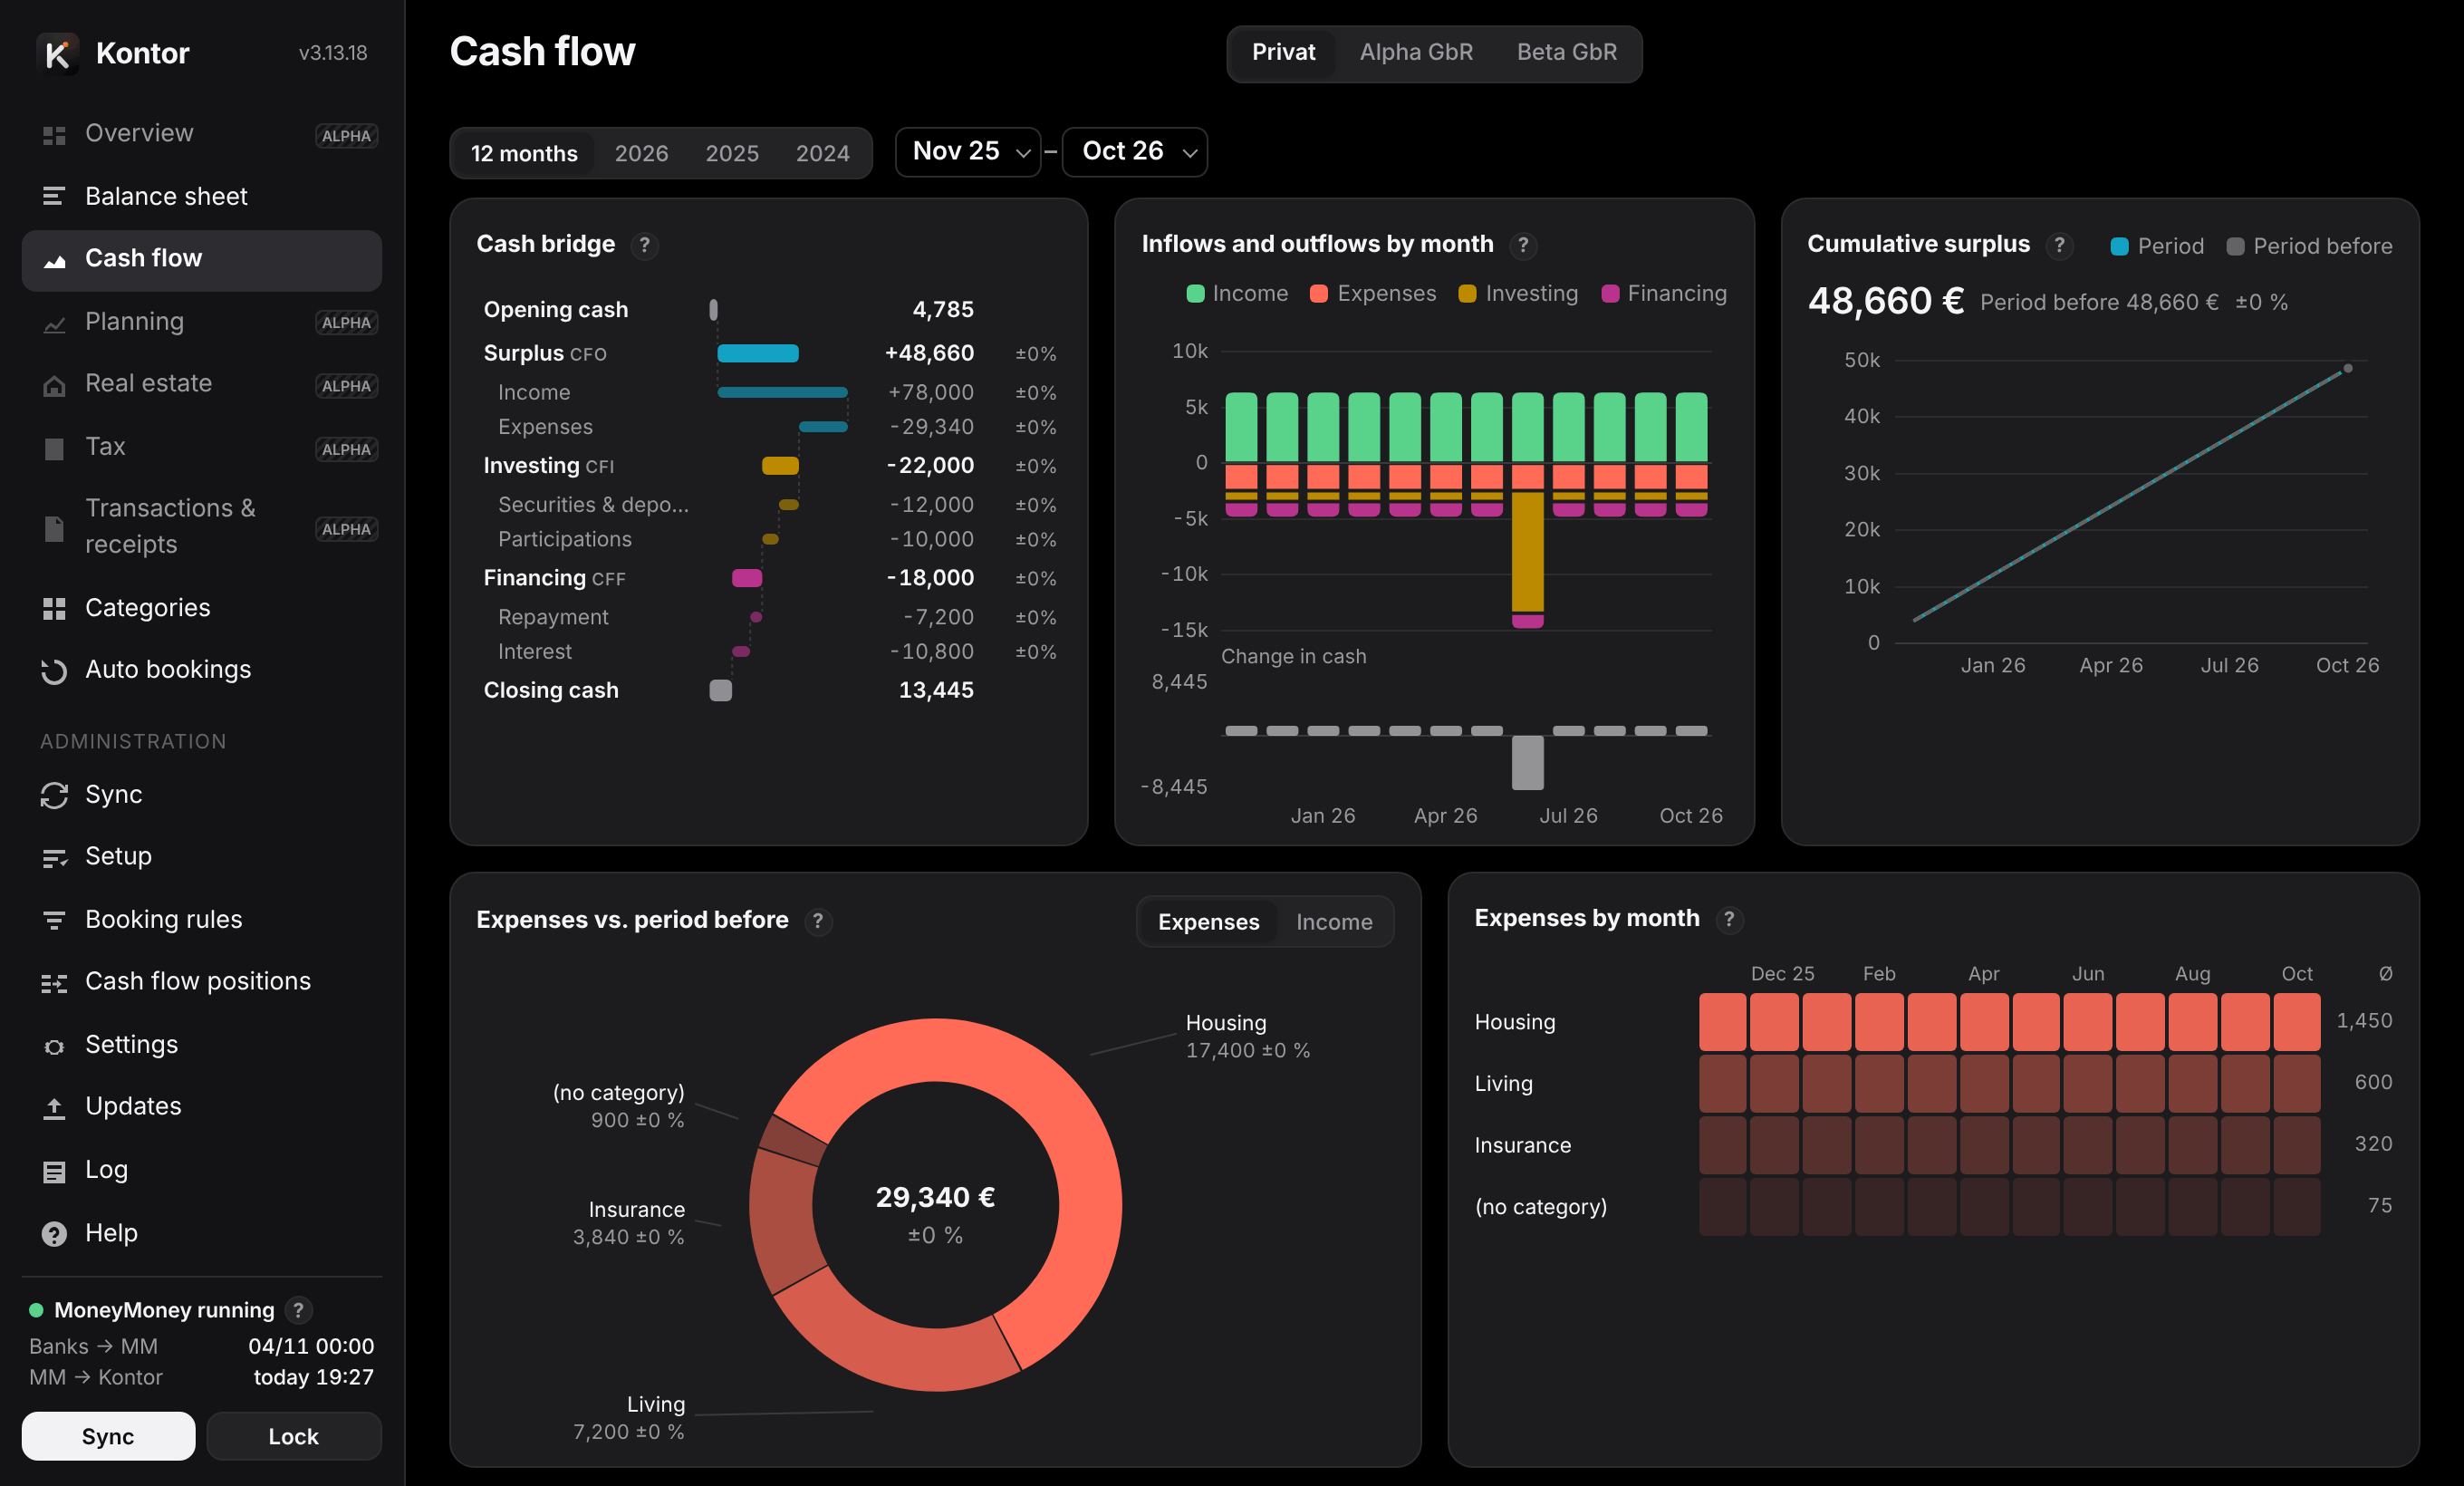 Kontor
v3.13.18
Overview
ALPHA
Balance sheet
Cash flow
Planning
ALPHA
Real estate
ALPHA
Tax
ALPHA
Transactions &
receipts
ALPHA
Categories
Auto bookings
ADMINISTRATION
Sync
Setup
Booking rules
Cash flow positions
Settings
Updates
Log
Help
MoneyMoney running ?
Banks → MM 04/11 00:00
MM → Kontor today 19:27
Sync Lock
Cash flow
Privat Alpha GbR Beta GbR
12 months 2026 2025 2024 Nov 25 – Oct 26
Cash bridge ?
Opening cash 4,785
Surplus CFO +48,660 ±0%
Income +78,000 ±0%
Expenses -29,340 ±0%
Investing CFI -22,000 ±0%
Securities & depo... -12,000 ±0%
Participations -10,000 ±0%
Financing CFF -18,000 ±0%
Repayment -7,200 ±0%
Interest -10,800 ±0%
Closing cash 13,445
Inflows and outflows by month ?
Income Expenses Investing Financing
10k
5k
0
-5k
-10k
-15k
Change in cash
8,445
-8,445
Jan 26 Apr 26 Jul 26 Oct 26
Cumulative surplus ? Period Period before
48,660 € Period before 48,660 € ±0 %
50k
40k
30k
20k
10k
0
Jan 26 Apr 26 Jul 26 Oct 26
Expenses vs. period before ?
Expenses Income
Housing
17,400 ±0 %
(no category)
900 ±0 %
Insurance
3,840 ±0 %
29,340 €
±0 %
Living
7,200 ±0 %
Expenses by month ?
Dec 25 Feb Apr Jun Aug Oct Ø
Housing 1,450
Living 600
Insurance 320
(no category) 75